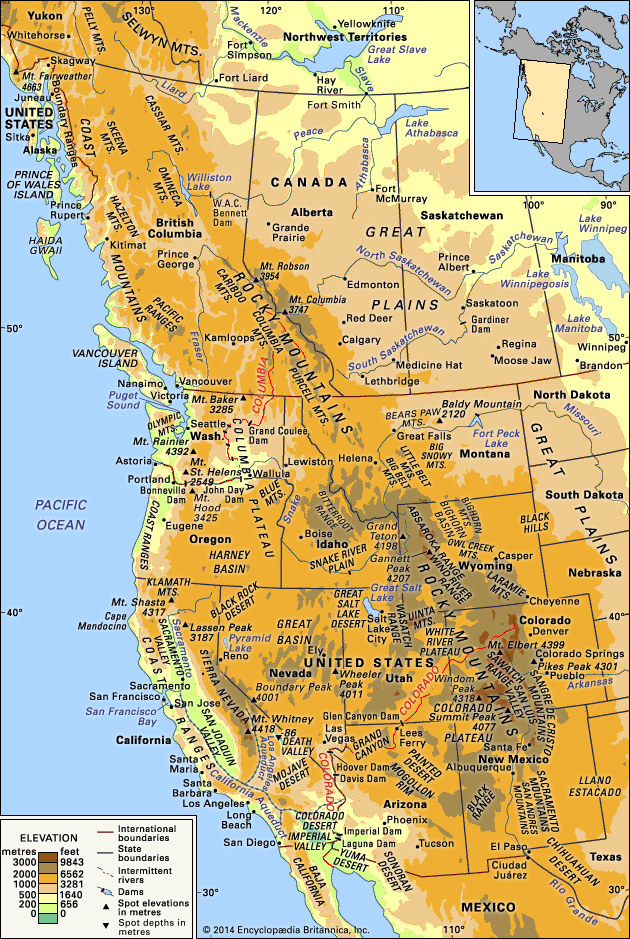 130°
120°
110°
Yukon
Whitehorse
PELLY MTS.
SELWYN MTS.
Mackenzie
Yellowknife
Northwest Territories
Fort
Simpson
Great Slave
Lake
Skagway
Mt. Fairweather
4663
Fort Liard
Hay
River
Slave
Juneau
Liard
Fort Smith
UNITED
STATES
Boundary Ranges
COAST
MOUNTAINS
SKEENA
MTS.
CASSIAR MTS.
Sitka
Alaska
Peace
Lake
Athabasca
Athabasca
PRINCE
OF WALES
ISLAND
OMINECA
MTS.
Williston
Lake
CANADA
Fort
McMurray
W.A.C.
Bennett
Dam
Alberta
Saskatchewan
100°
90°
Prince
Rupert
HAZELTON
MTS.
British
Columbia
Grande
Prairie
GREAT
PLAINS
Lake
Winnipeg
HAIDA
GWAII
Kitimat
Prince
George
ROCKY MOUNTAINS
Mt. Robson
3954
North Saskatchewan
Saskatchewan
Prince
Albert
Manitoba
CARIBOO
MTS.
Edmonton
Lake
Winnipegosis
Mt. Columbia
3747
PACIFIC
RANGES
COLUMBIA
MTS.
Red Deer
Saskatoon
Gardiner
Dam
Lake
Manitoba
50°
50°
Fraser
Kamloops
Calgary
Regina
Winnipeg
South Saskatchewan
Moose Jaw
Brandon
VANCOUVER
ISLAND
COLUMBIA
PURCELL MTS.
Medicine Hat
Lethbridge
Nanaimo
Vancouver
Victoria
Puget
Sound
Mt. Baker
3285
North Dakota
Baldy Mountain
2120
BEARS PAW
MTS.
Missouri
OLYMPIC
MTS.
Seattle
Wash.
Grand Coulee
Dam
Great Falls
Fort Peck
Lake
Mt. Rainier
4392
COLUMBIA PLATEAU
BIG
SNOWY
MTS.
Montana
GREAT PLAINS
Astoria
Mt.
St. Helens
2549
Lewiston
Helena
LITTLE BELT
MTS.
BIG BELT
MTS.
Wallula
Portland
Bonneville
Dam
John Day
Dam
BLUE
MTS.
South Dakota
Mt.
Hood
3425
Snake
BITTERROOT
RANGE
ABSAROKA RANGE
BIGHORN
BASIN
BIGHORN
MTS.
PACIFIC
OCEAN
Eugene
COAST RANGES
Boise
Idaho
Grand
Teton
4198
BLACK
HILLS
OWL CREEK
MTS.
Oregon
HARNEY
BASIN
SNAKE RIVER
PLAIN
Gannett
Peak
4207
WIND RIVER
RANGE
Casper
Wyoming
Nebraska
KLAMATH
MTS.
ROCKY MOUNTAINS
LARAMIE
MTS.
Cheyenne
Mt. Shasta
4317
BLACK ROCK
DESERT
GREAT
SALT
LAKE
DESERT
Great Salt
Lake
WASATCH
RANGE
UINTA
MTS.
40°
40°
Cape
Mendocino
Lassen Peak
3187
Salt
Lake
City
WHITE
RIVER
PLATEAU
Colorado
Denver
COAST RANGES
Sacramento
SACRAMENTO
VALLEY
Pyramid
Lake
Reno
GREAT
BASIN
Ely
Mt. Elbert 4399
Colorado Springs
Pikes Peak 4301
UNITED STATES
SAWATCH
RANGE
SAN LUIS
VALLEY
Pueblo
Arkansas
SIERRA NEVADA
Nevada
Wheeler
Peak
4011
Utah
COLORADO
Windom
Peak
4318
Sacramento
San Francisco
San Francisco
Bay
San Jose
Boundary Peak
4001
SANGRE DE CRISTO
MOUNTAINS
Summit Peak
4077
COLORADO
PLATEAU
SAN JOAQUIN
VALLEY
Mt. Whitney
4418
-86
DEATH
VALLEY
Glen Canyon Dam
Lees
Ferry
Las
Vegas
GRAND
CANYON
Santa Fe
New Mexico
California
Los Angeles
Aqueduct
MOJAVE
DESERT
Hoover Dam
Davis Dam
PAINTED
DESERT
Albuquerque
LLANO
ESTACADO
Santa
Maria
Santa
Barbara
California Aqueduct
COLORADO
MOGOLLON
RIM
BLACK
RANGE
SACRAMENTO
MOUNTAINS
SAN ANDRES
MOUNTAINS
Los Angeles
Long
Beach
Arizona
Phoenix
COLORADO
DESERT
IMPERIAL
VALLEY
Imperial Dam
Laguna Dam
San Diego
YUMA
DESERT
SONORAN
DESERT
Tucson
El Paso
Ciudad
Juárez
CHIHUAHUAN
DESERT
Texas
BAJA
CALIFORNIA
Rio Grande
30°
30°
MEXICO
110°
ELEVATION
metres feet
3000 9843
2000 6562
1000 3281
500 1640
200 656
0 0
International
boundaries
State
boundaries
Intermittent
rivers
Dams
Spot elevations
in metres
Spot depths in
metres
© 2014 Encyclopædia Britannica, Inc.